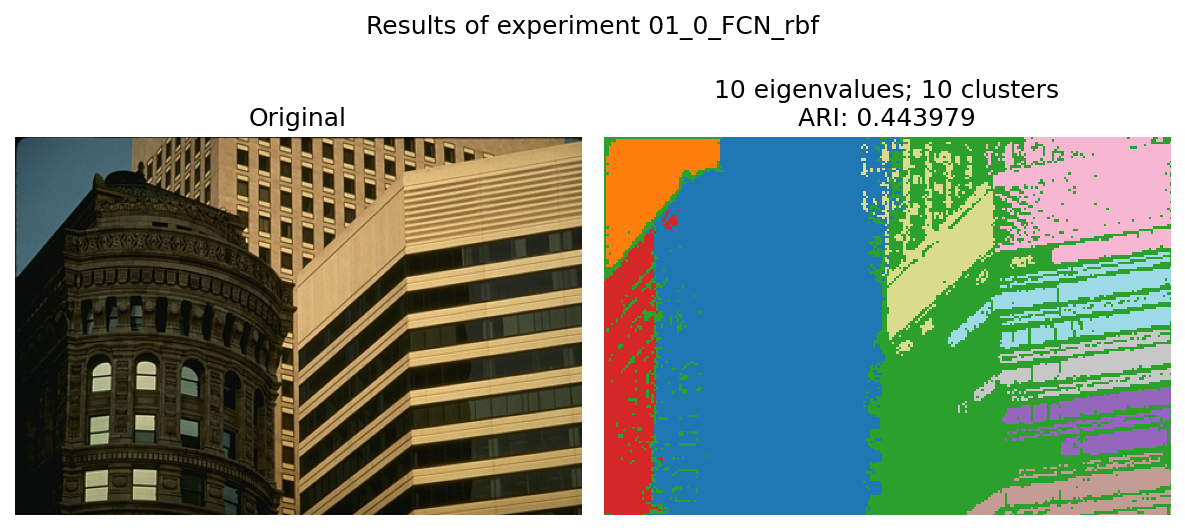 Results of experiment 01_0_FCN_rbf
Original
10 eigenvalues; 10 clusters
ARI: 0.443979